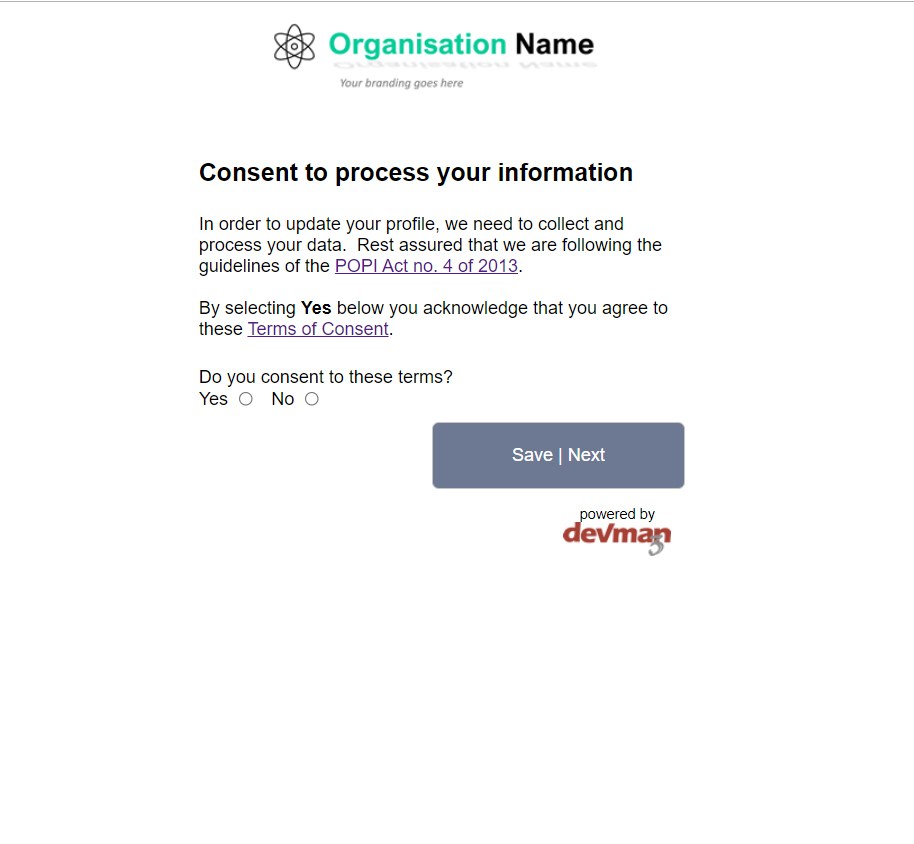 Organisation Name
Your branding goes here
Consent to process your information
In order to update your profile, we need to collect and
process your data.  Rest assured that we are following the
guidelines of the POPI Act no. 4 of 2013.
By selecting Yes below you acknowledge that you agree to
these Terms of Consent.
Do you consent to these terms?
Yes No
Save | Next
powered by
devman
3